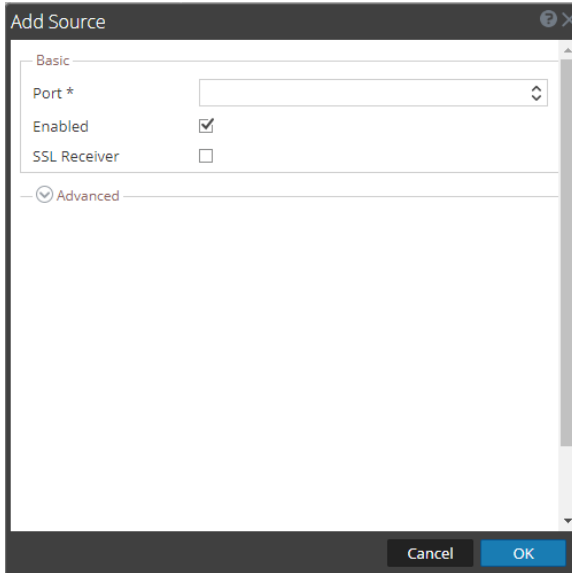 Add Source
Basic
Port *
Enabled
SSL Receiver
Advanced
Cancel OK